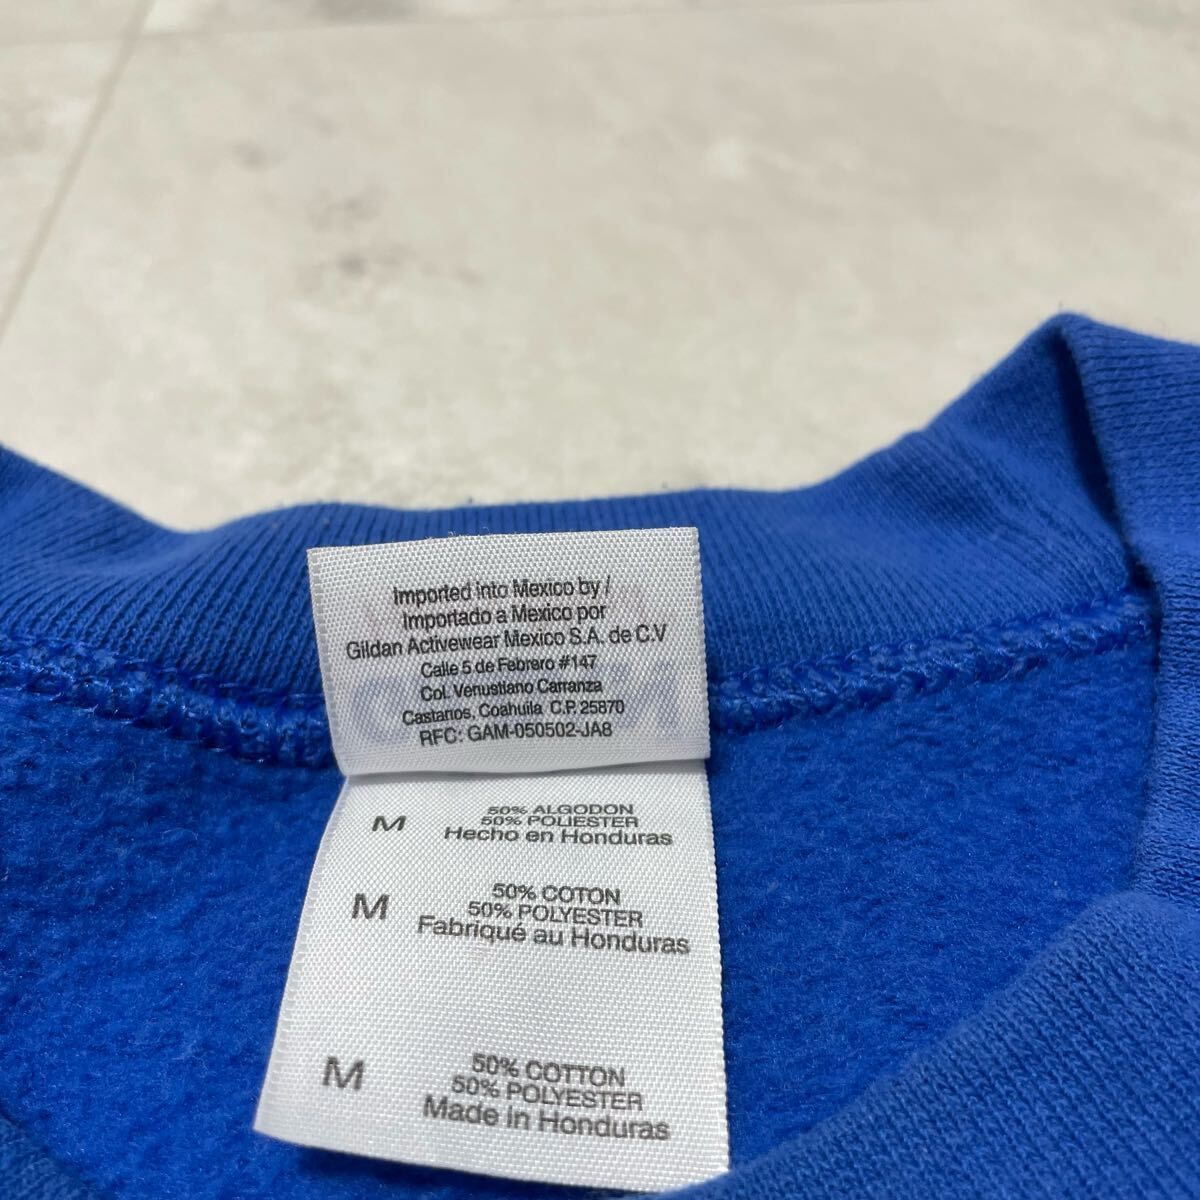 Imported into Mexico by /
Importado a Mexico por
Gildan Activewear Mexico S.A. de C.V
Calle 5 de Febrero #147
Col. Venustiano Carranza
Castanos, Coahuila C.P. 25870
RFC: GAM-050502-JA8
M
50% ALGODON
50% POLIESTER
Hecho en Honduras
M
50% COTON
50% POLYESTER
Fabriqué au Honduras
M
50% COTTON
50% POLYESTER
Made in Honduras